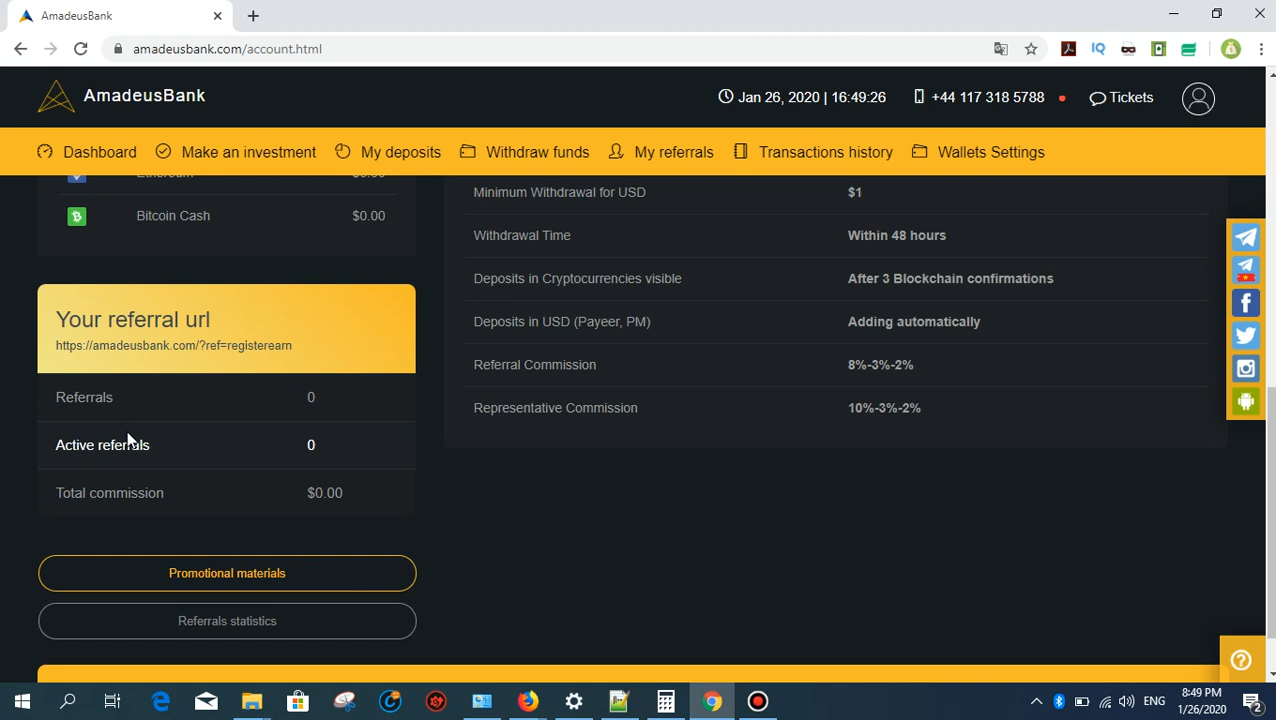 AmadeusBank
amadeusbank.com/account.html
AmadeusBank
Jan 26, 2020 | 16:49:26
+44 117 318 5788
Tickets
Dashboard
Make an investment
My deposits
Withdraw funds
My referrals
Transactions history
Wallets Settings
Ethereum $0.00
Bitcoin Cash $0.00
Minimum Withdrawal for USD $1
Withdrawal Time Within 48 hours
Deposits in Cryptocurrencies visible After 3 Blockchain confirmations
Deposits in USD (Payeer, PM) Adding automatically
Referral Commission 8%-3%-2%
Representative Commission 10%-3%-2%
Your referral url
https://amadeusbank.com/?ref=registerearn
Referrals 0
Active referrals 0
Total commission $0.00
Promotional materials
Referrals statistics
ENG
8:49 PM
1/26/2020
2